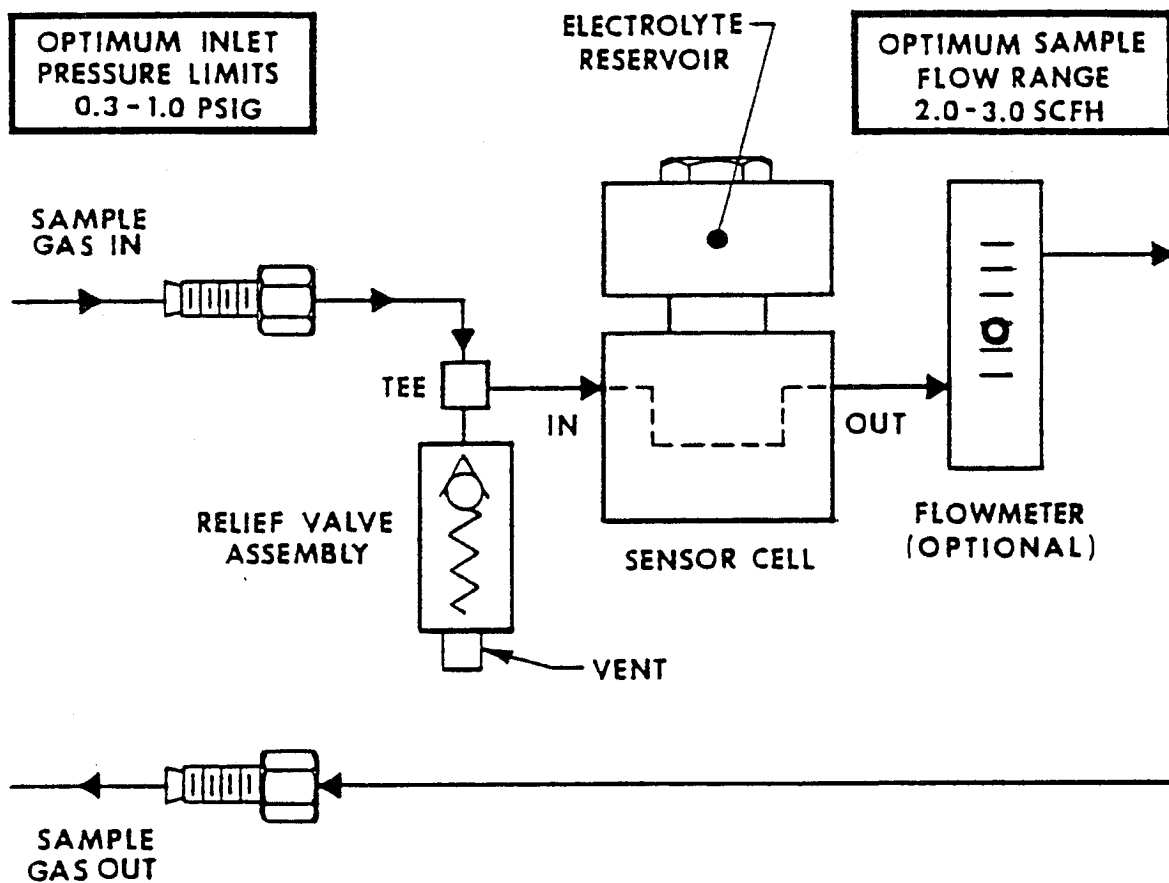 OPTIMUM INLET
PRESSURE LIMITS
0.3-1.0 PSIG
ELECTROLYTE
RESERVOIR
OPTIMUM SAMPLE
FLOW RANGE
2.0-3.0 SCFH
SAMPLE
GAS IN
TEE
IN
OUT
RELIEF VALVE
ASSEMBLY
SENSOR CELL
FLOWMETER
(OPTIONAL)
VENT
SAMPLE
GAS OUT